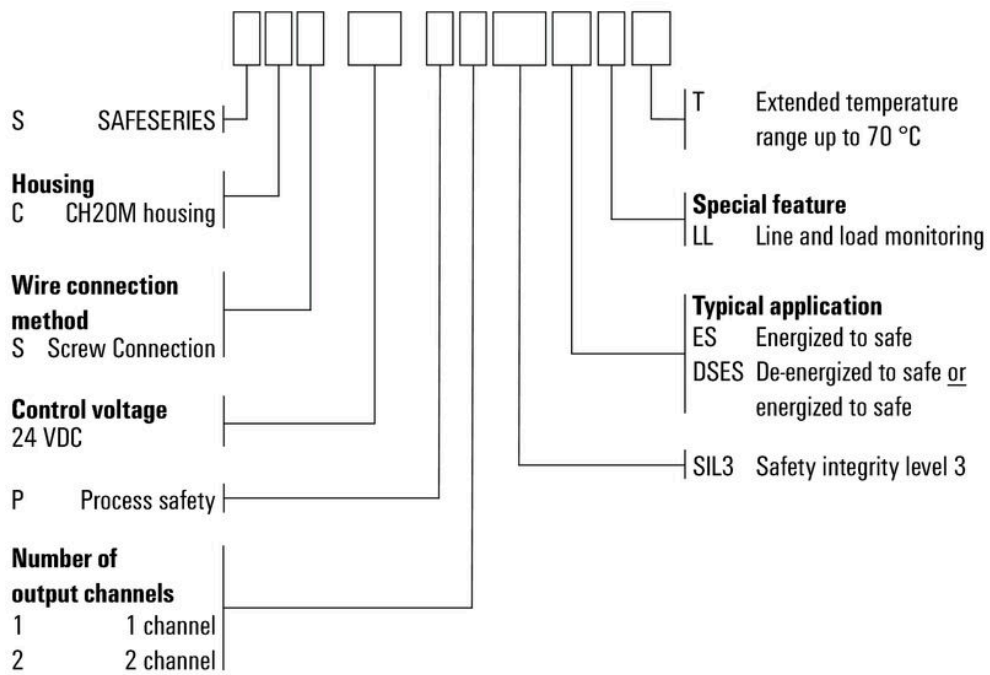 S SAFESERIES
Housing
C CH20M housing
Wire connection
method
S Screw Connection
Control voltage
24 VDC
P Process safety
Number of
output channels
1 1 channel
2 2 channel
T Extended temperature
range up to 70 °C
Special feature
LL Line and load monitoring
Typical application
ES Energized to safe
DSES De-energized to safe or
energized to safe
SIL3 Safety integrity level 3